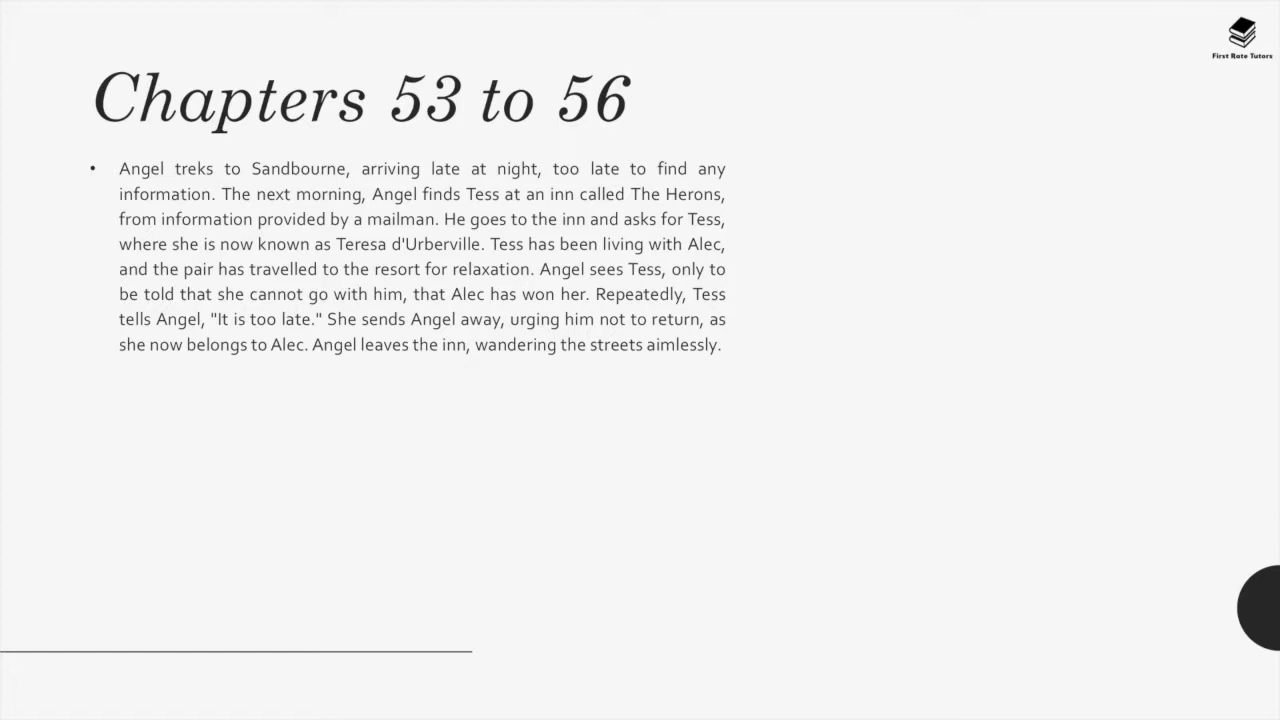 First Rate Tutors
Chapters 53 to 56
• Angel treks to Sandbourne, arriving late at night, too late to find any
information. The next morning, Angel finds Tess at an inn called The Herons,
from information provided by a mailman. He goes to the inn and asks for Tess,
where she is now known as Teresa d'Urberville. Tess has been living with Alec,
and the pair has travelled to the resort for relaxation. Angel sees Tess, only to
be told that she cannot go with him, that Alec has won her. Repeatedly, Tess
tells Angel, "It is too late." She sends Angel away, urging him not to return, as
she now belongs to Alec. Angel leaves the inn, wandering the streets aimlessly.